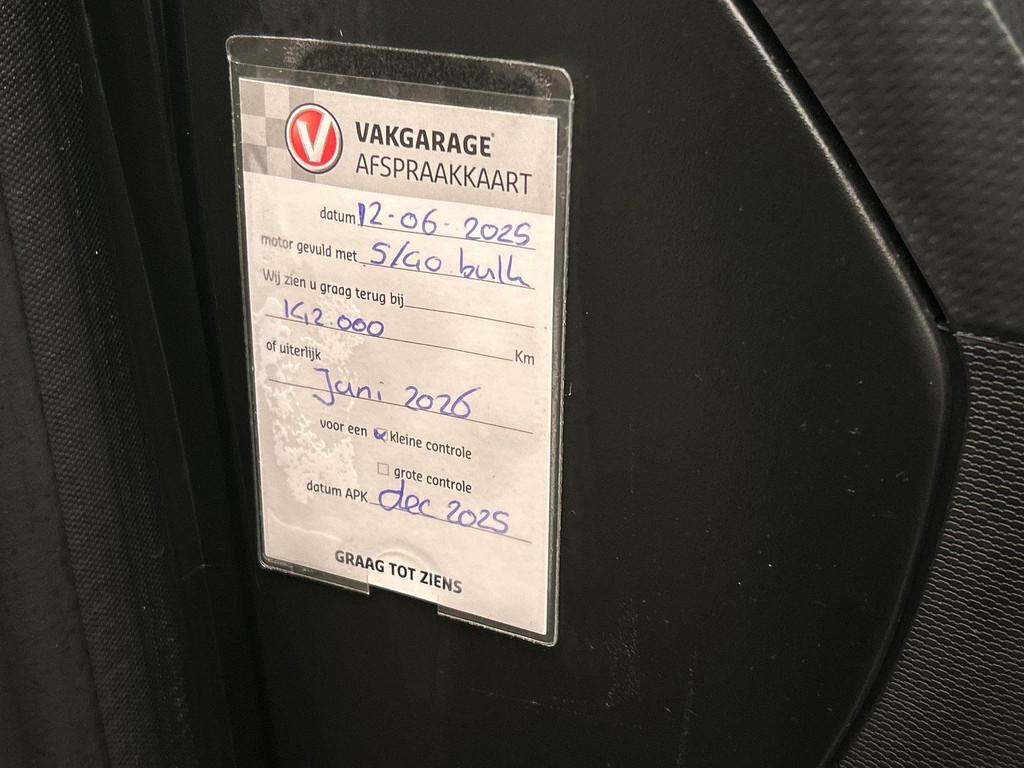 V
VAKGARAGE
AFSPRAAKKAART
datum 12-06-2025
motor gevuld met 5/40 bulk
Wij zien u graag terug bij
142.000 Km
of uiterlijk
Juni 2026
voor een kleine controle
grote controle
datum APK dec 2025
GRAAG TOT ZIENS